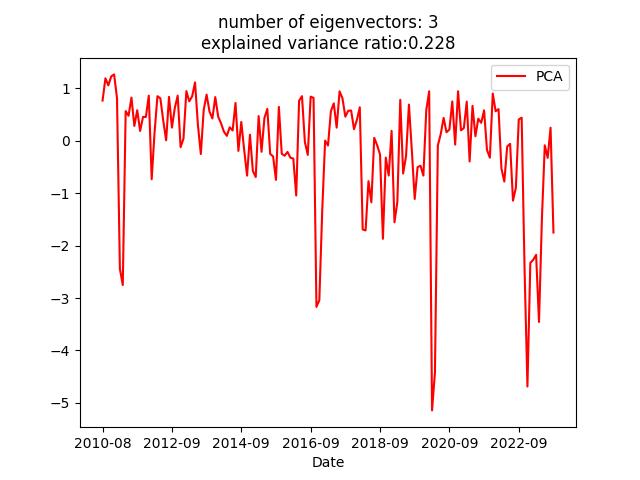 number of eigenvectors: 3
explained variance ratio:0.228
PCA
1
0
−1
−2
−3
−4
−5
2010-08 2012-09 2014-09 2016-09 2018-09 2020-09 2022-09
Date